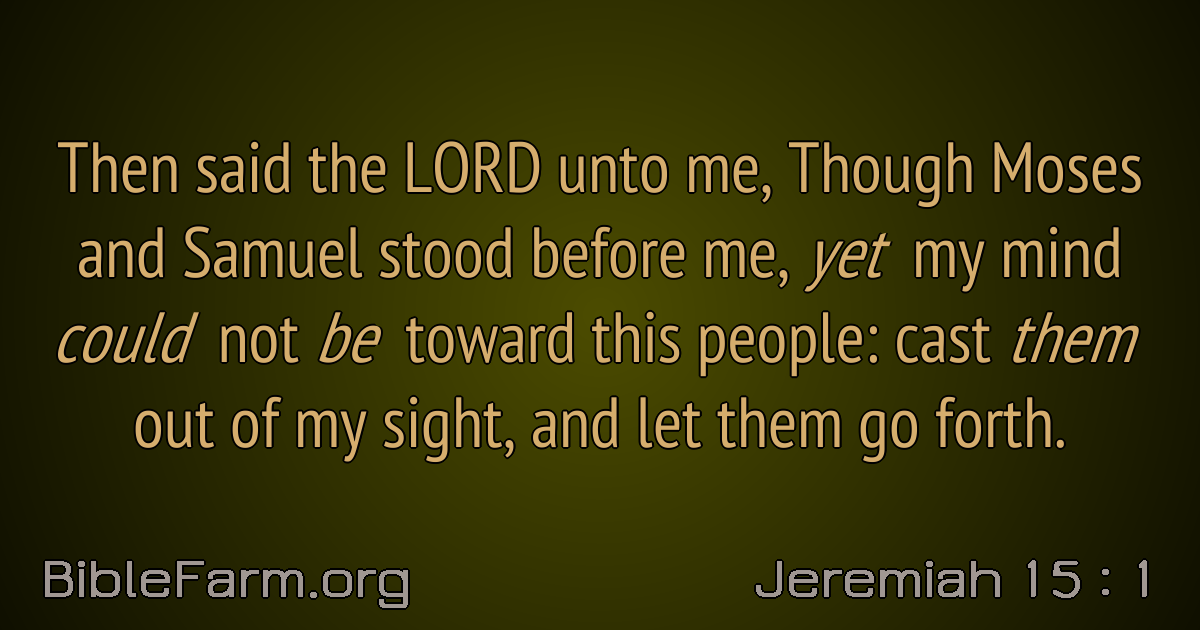 Then said the LORD unto me, Though Moses
and Samuel stood before me, yet my mind
could not be toward this people: cast them
out of my sight, and let them go forth.
BibleFarm.org
Jeremiah 15 : 1